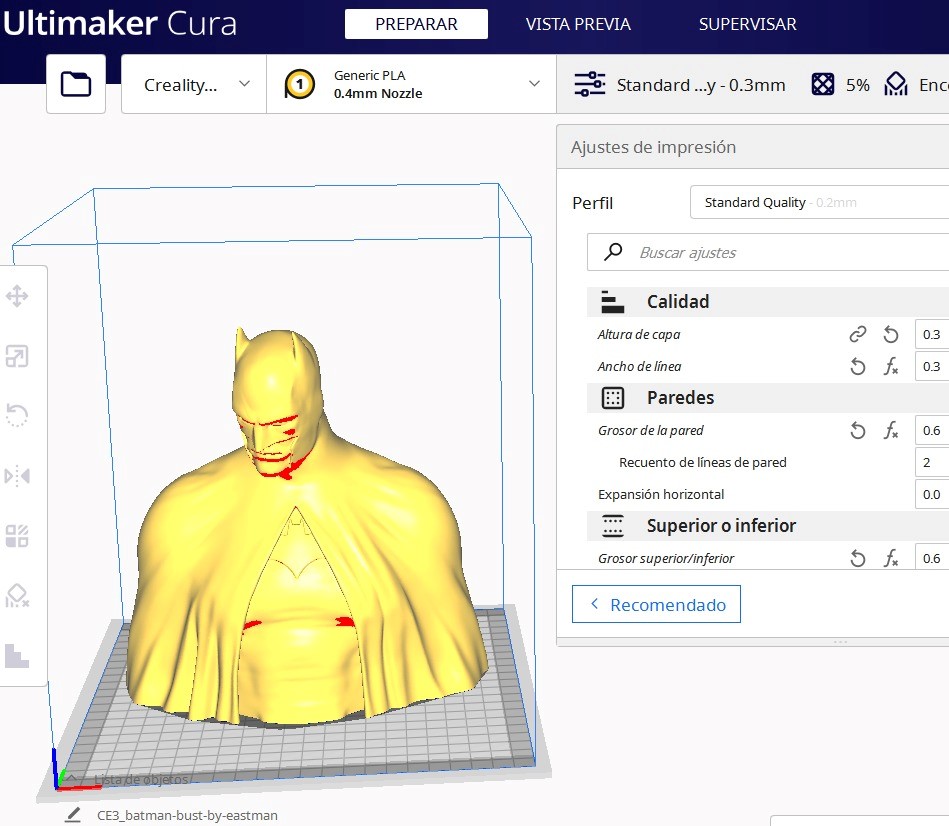 Ultimaker Cura
PREPARAR
VISTA PREVIA
SUPERVISAR
Creality...
1
Generic PLA
0.4mm Nozzle
Standard ...y - 0.3mm
5%
Enc
Ajustes de impresión
Perfil
Standard Quality - 0.2mm
Buscar ajustes
Calidad
Altura de capa
0.3
Ancho de línea
0.3
Paredes
Grosor de la pared
0.6
Recuento de líneas de pared
2
Expansión horizontal
0.0
Superior o inferior
Grosor superior/inferior
0.6
Recomendado
Lista de objetos
CE3_batman-bust-by-eastman